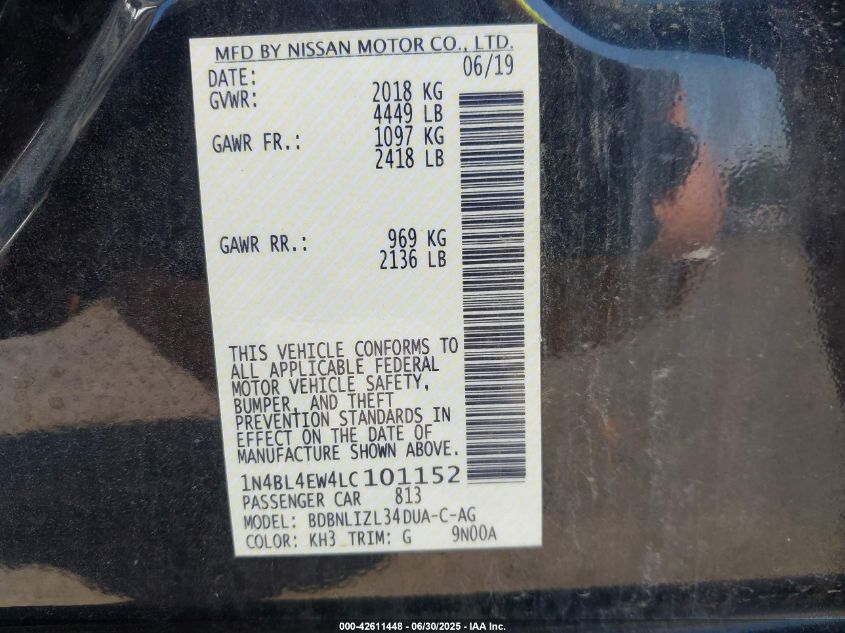 MFD BY NISSAN MOTOR CO., LTD.
DATE: 06/19
GVWR: 2018 KG
4449 LB
GAWR FR.: 1097 KG
2418 LB
GAWR RR.: 969 KG
2136 LB
THIS VEHICLE CONFORMS TO
ALL APPLICABLE FEDERAL
MOTOR VEHICLE SAFETY,
BUMPER, AND THEFT
PREVENTION STANDARDS IN
EFFECT ON THE DATE OF
MANUFACTURE SHOWN ABOVE.
1N4BL4EW4LC101152
PASSENGER CAR 813
MODEL: BDBNLIZL34DUA-C-AG
COLOR: KH3 TRIM: G 9N00A
000-42611448 - 06/30/2025 - IAA Inc.